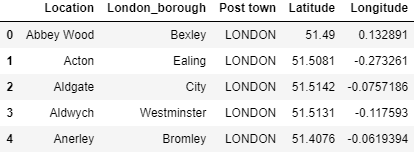 Location London_borough Post town Latitude Longitude
0 Abbey Wood Bexley LONDON 51.49 0.132891
1 Acton Ealing LONDON 51.5081 -0.273261
2 Aldgate City LONDON 51.5142 -0.0757186
3 Aldwych Westminster LONDON 51.5131 -0.117593
4 Anerley Bromley LONDON 51.4076 -0.0619394